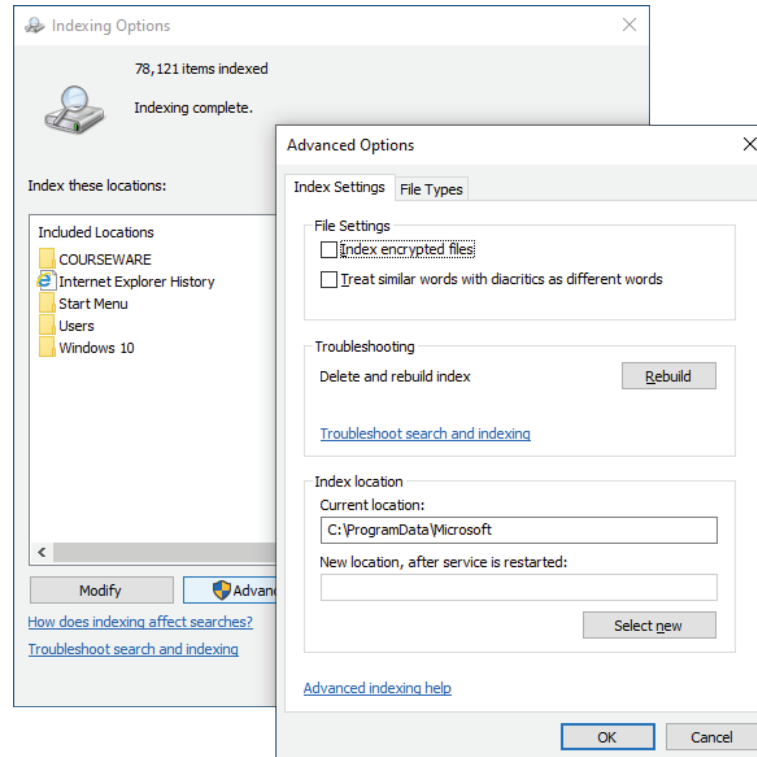 Indexing Options
78,121 items indexed
Indexing complete.
Index these locations:
Included Locations
COURSEWARE
Internet Explorer History
Start Menu
Users
Windows 10
Modify
Advan
How does indexing affect searches?
Troubleshoot search and indexing
Advanced Options
Index Settings File Types
File Settings
Index encrypted files
Treat similar words with diacritics as different words
Troubleshooting
Delete and rebuild index
Rebuild
Troubleshoot search and indexing
Index location
Current location:
C:\ProgramData\Microsoft
New location, after service is restarted:
Select new
Advanced indexing help
OK Cancel